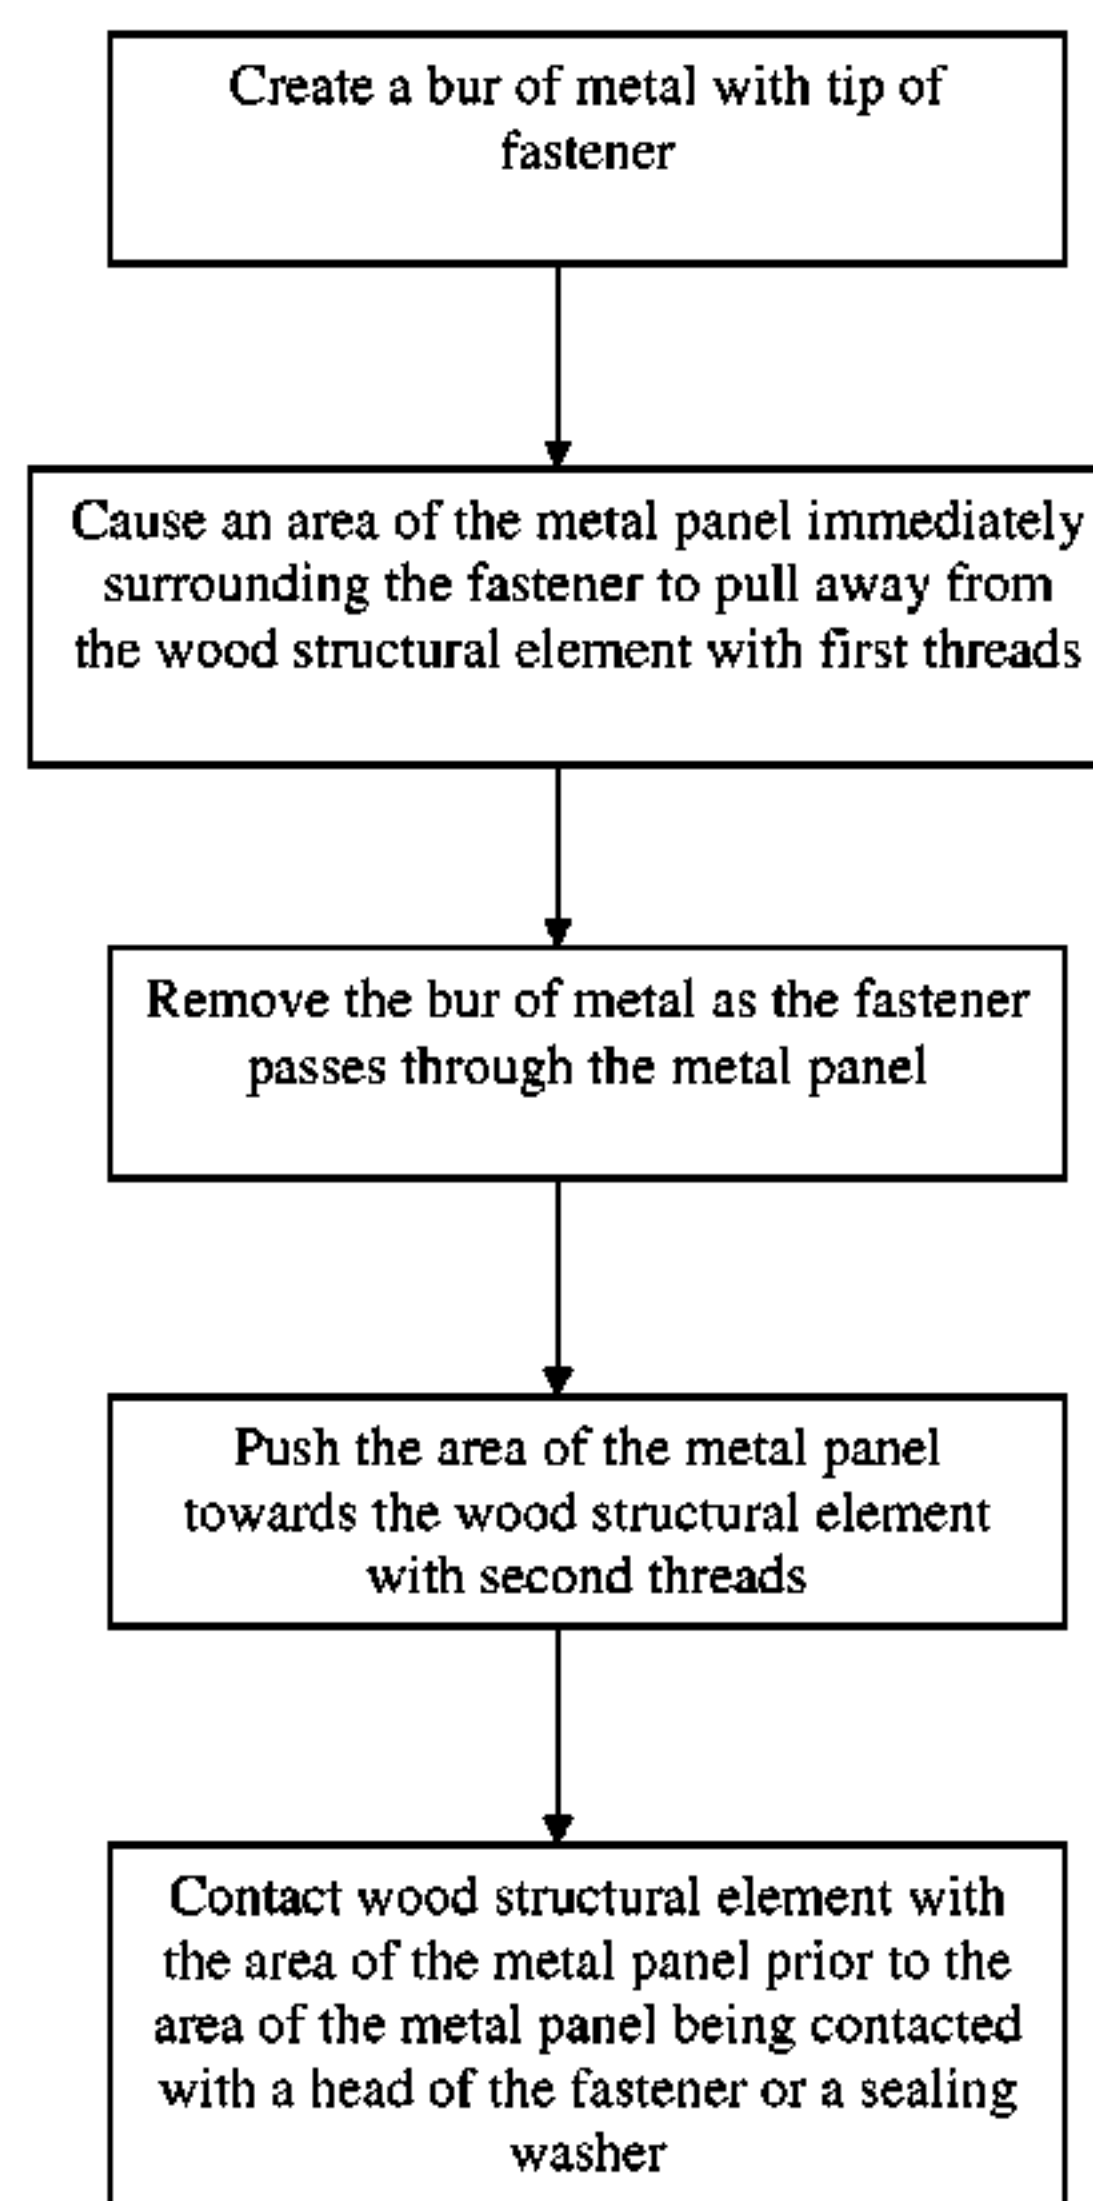 Create a bur of metal with tip of
fastener
Cause an area of the metal panel immediately
surrounding the fastener to pull away from
the wood structural element with first threads
Remove the bur of metal as the fastener
passes through the metal panel
Push the area of the metal panel
towards the wood structural element
with second threads
Contact wood structural element with
the area of the metal panel prior to the
area of the metal panel being contacted
with a head of the fastener or a sealing
washer